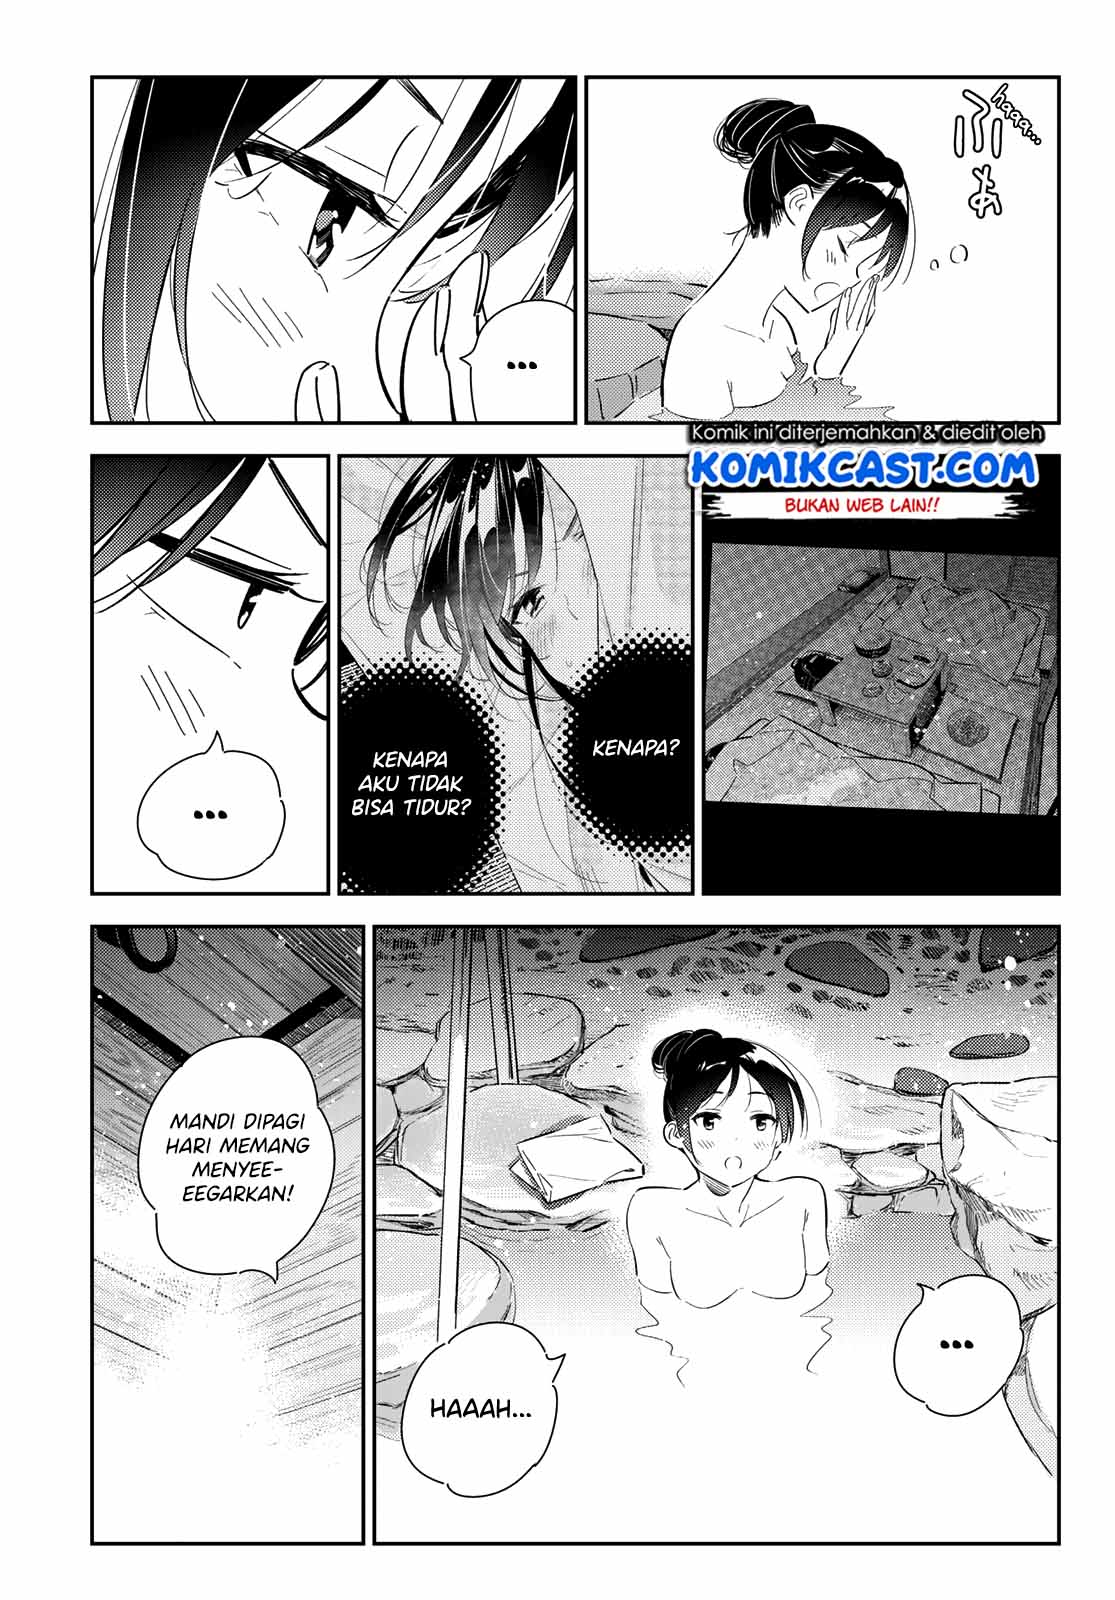 haaa...
ふぁ
...
Komik ini diterjemahkan & diedit oleh
KOMIKCAST.COM
BUKAN WEB LAIN!!
KENAPA?
KENAPA
AKU TIDAK
BISA TIDUR?
...
...
HAAAH...
MANDI DIPAGI
HARI MEMANG
MENYEE-
EEGARKAN!